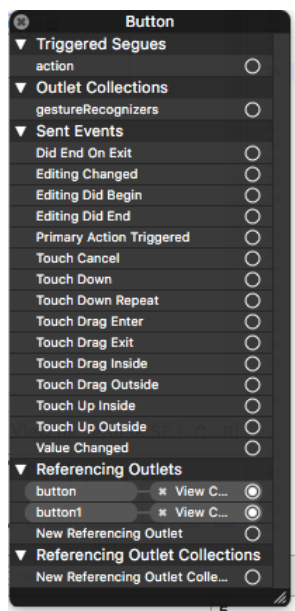 Button
Triggered Segues
action
Outlet Collections
gestureRecognizers
Sent Events
Did End On Exit
Editing Changed
Editing Did Begin
Editing Did End
Primary Action Triggered
Touch Cancel
Touch Down
Touch Down Repeat
Touch Drag Enter
Touch Drag Exit
Touch Drag Inside
Touch Drag Outside
Touch Up Inside
Touch Up Outside
Value Changed
Referencing Outlets
button View C...
button1 View C...
New Referencing Outlet
Referencing Outlet Collections
New Referencing Outlet Colle...